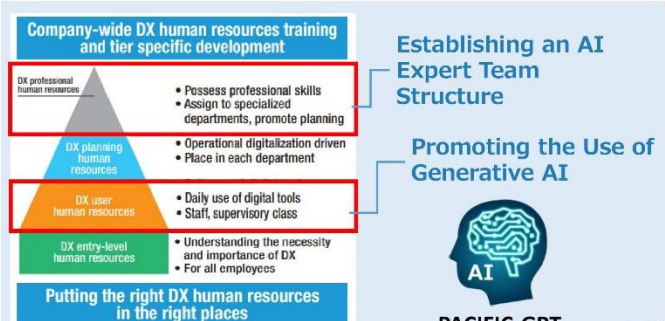 Company-wide DX human resources training
and tier specific development
Establishing an AI
Expert Team
Structure
DX professional
human resources
• Possess professional skills
• Assign to specialized
departments, promote planning
Promoting the Use of
Generative AI
DX planning
human
resources
• Operational digitalization driven
• Place in each department
DX user
human resources
• Daily use of digital tools
• Staff, supervisory class
AI
DX entry-level
human resources
• Understanding the necessity
and importance of DX
• For all employees
Putting the right DX human resources
in the right places
PACIFIC GPT